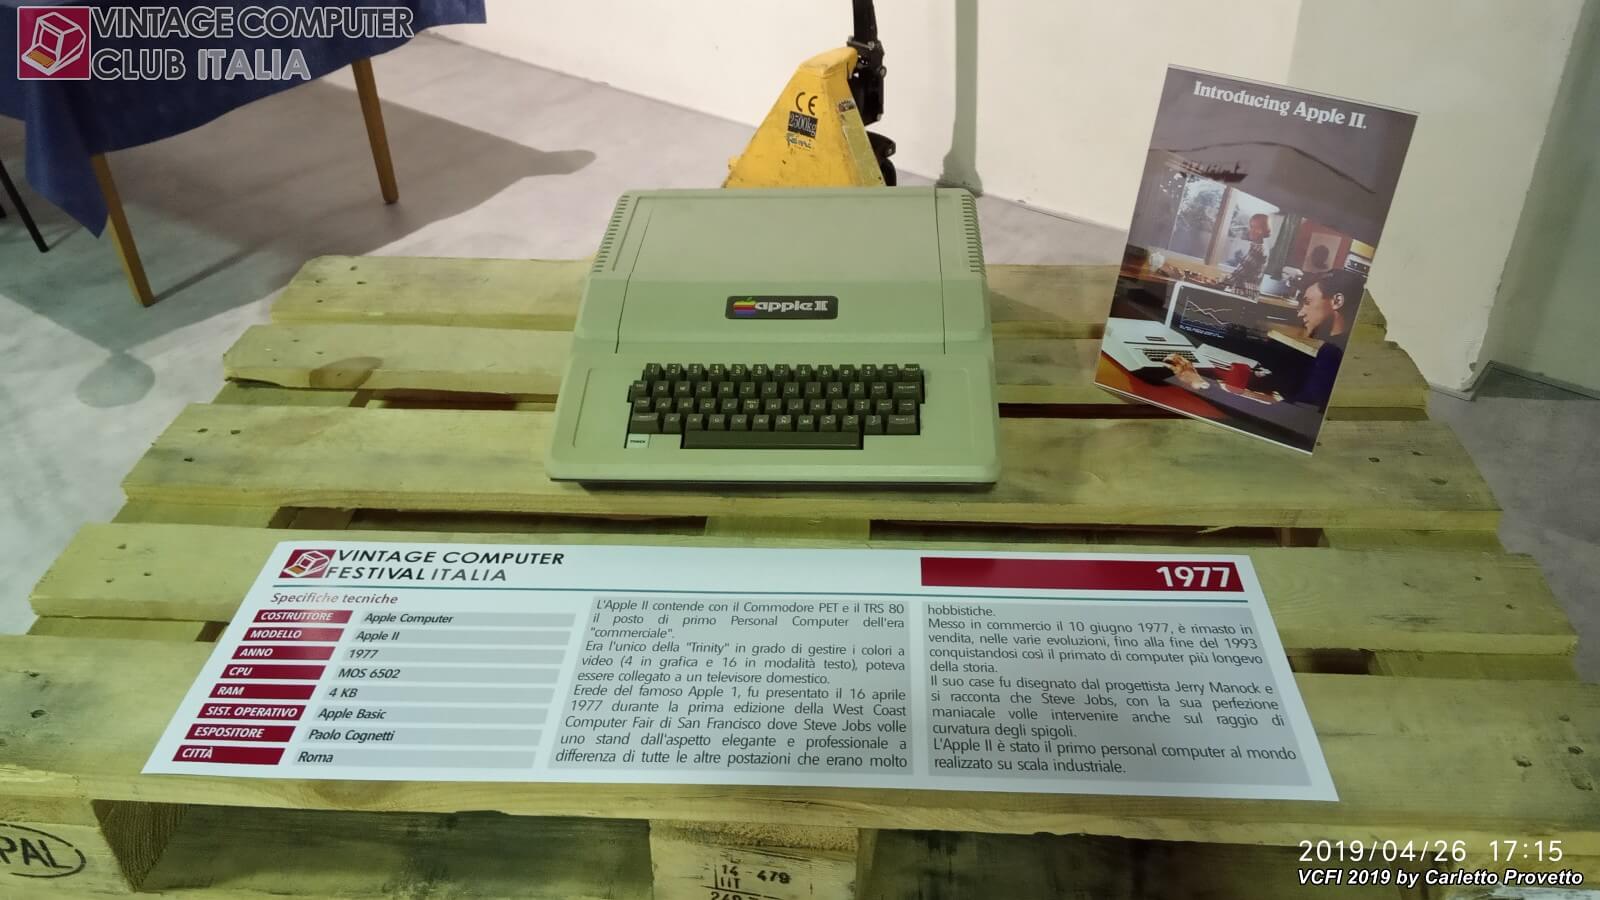 VINTAGE COMPUTER
CLUB ITALIA
CE
2500kg
Introducing Apple II.
apple II
VINTAGE COMPUTER
FESTIVAL ITALIA
1977
Specifiche tecniche
COSTRUTTORE Apple Computer
MODELLO Apple II
ANNO 1977
CPU MOS 6502
RAM 4 KB
SIST. OPERATIVO Apple Basic
ESPOSITORE Paolo Cognetti
CITTÀ Roma
L'Apple II contende con il Commodore PET e il TRS 80
il posto di primo Personal Computer dell'era
"commerciale".
Era l'unico della "Trinity" in grado di gestire i colori a
video (4 in grafica e 16 in modalità testo), poteva
essere collegato a un televisore domestico.
Erede del famoso Apple 1, fu presentato il 16 aprile
1977 durante la prima edizione della West Coast
Computer Fair di San Francisco dove Steve Jobs volle
uno stand dall'aspetto elegante e professionale a
differenza di tutte le altre postazioni che erano molto
hobbistiche.
Messo in commercio il 10 giugno 1977, è rimasto in
vendita, nelle varie evoluzioni, fino alla fine del 1993
conquistandosi così il primato di computer più longevo
della storia.
Il suo case fu disegnato dal progettista Jerry Manock e
si racconta che Steve Jobs, con la sua perfezione
maniacale volle intervenire anche sul raggio di
curvatura degli spigoli.
L'Apple II è stato il primo personal computer al mondo
realizzato su scala industriale.
PAL
14 - 479
IIT
2019/04/26 17:15
VCFI 2019 by Carletto Provetto